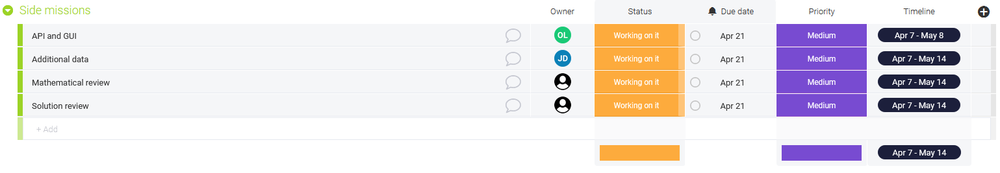 Side missions Owner Status Due date Priority Timeline
API and GUI OL Working on it Apr 21 Medium Apr 7 - May 8
Additional data JD Working on it Apr 21 Medium Apr 7 - May 14
Mathematical review Working on it Apr 21 Medium Apr 7 - May 14
Solution review Working on it Apr 21 Medium Apr 7 - May 14
+ Add
Apr 7 - May 14